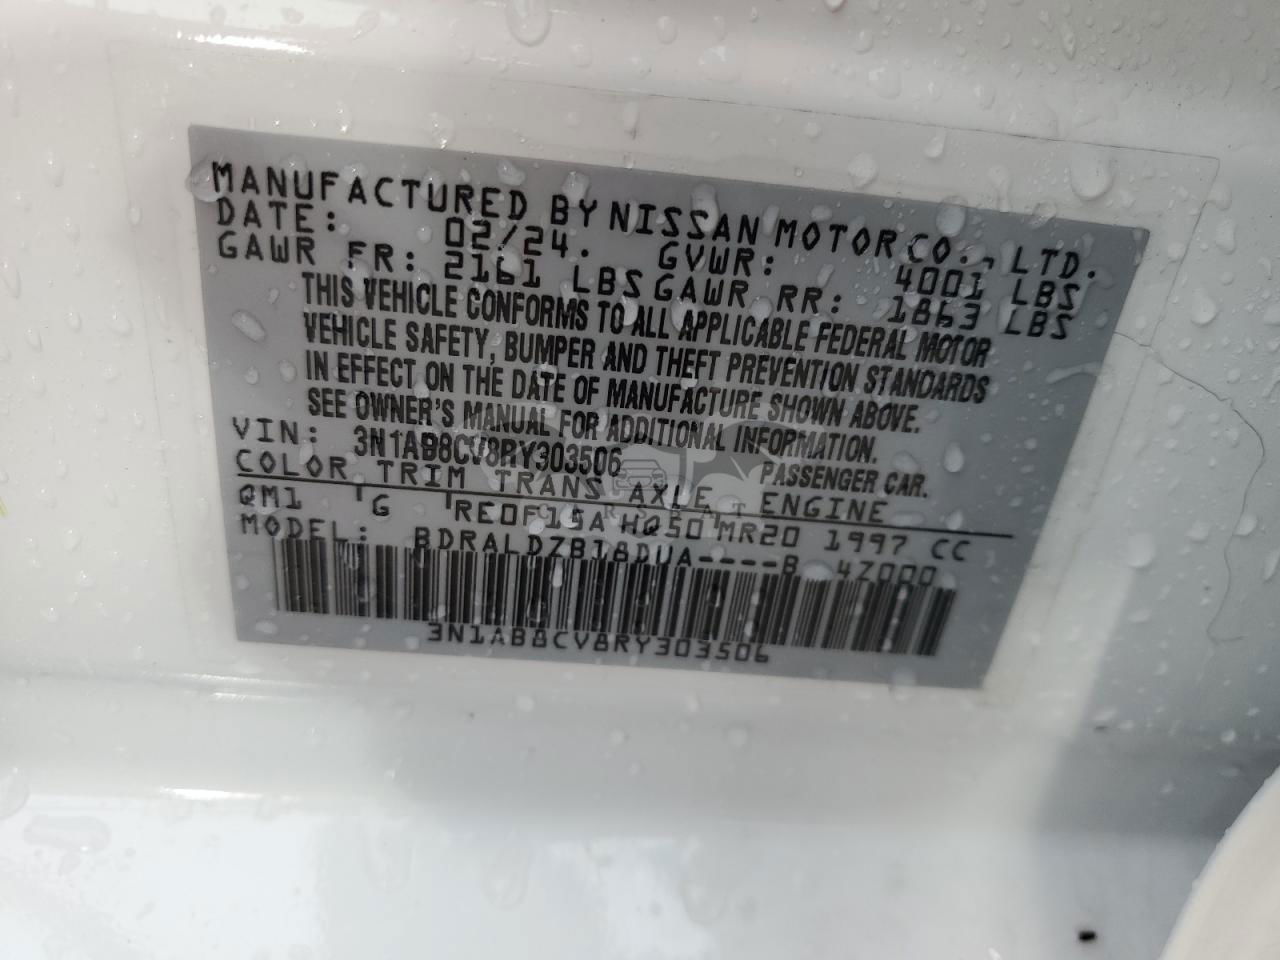 MANUFACTURED BY NISSAN MOTOR CO., LTD.
DATE: 02/24. GVWR: 4001 LBS
GAWR FR: 2161 LBS GAWR RR: 1863 LBS
THIS VEHICLE CONFORMS TO ALL APPLICABLE FEDERAL MOTOR
VEHICLE SAFETY, BUMPER AND THEFT PREVENTION STANDARDS
IN EFFECT ON THE DATE OF MANUFACTURE SHOWN ABOVE.
SEE OWNER'S MANUAL FOR ADDITIONAL INFORMATION.
VIN: 3N1AB8CV8RY303506 PASSENGER CAR.
COLOR TRIM TRANS AXLE ENGINE
QM1 G RE0F15A HQ50 MR20 1997 CC
MODEL: BDRALDZB18DUA----B 4Z000
3N1AB8CV8RY303506